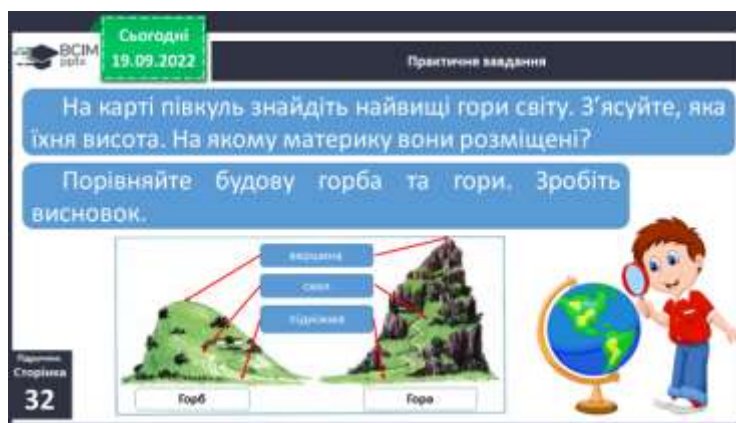 Сьогодні
19.09.2022
ВСІМ
pptx
Практичне завдання
На карті півкуль знайдіть найвищі гори світу. З’ясуйте, яка
їхня висота. На якому материку вони розміщені?
Порівняйте будову горба та гори. Зробіть
висновок.
вершина
схил
підніжжя
Горб
Гора
Підручник.
Сторінка
32